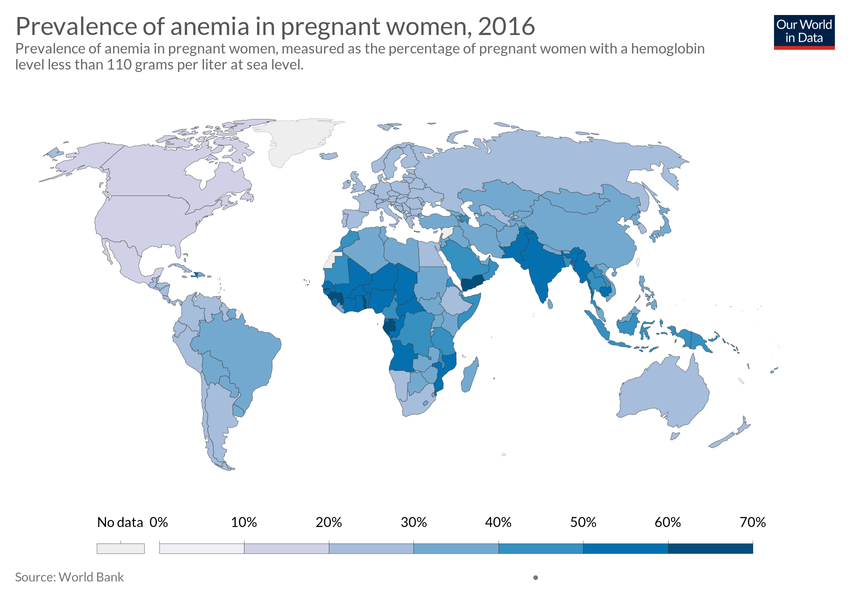 Prevalence of anemia in pregnant women, 2016
Our World
in Data
Prevalence of anemia in pregnant women, measured as the percentage of pregnant women with a hemoglobin
level less than 110 grams per liter at sea level.
No data 0% 10% 20% 30% 40% 50% 60% 70%
Source: World Bank